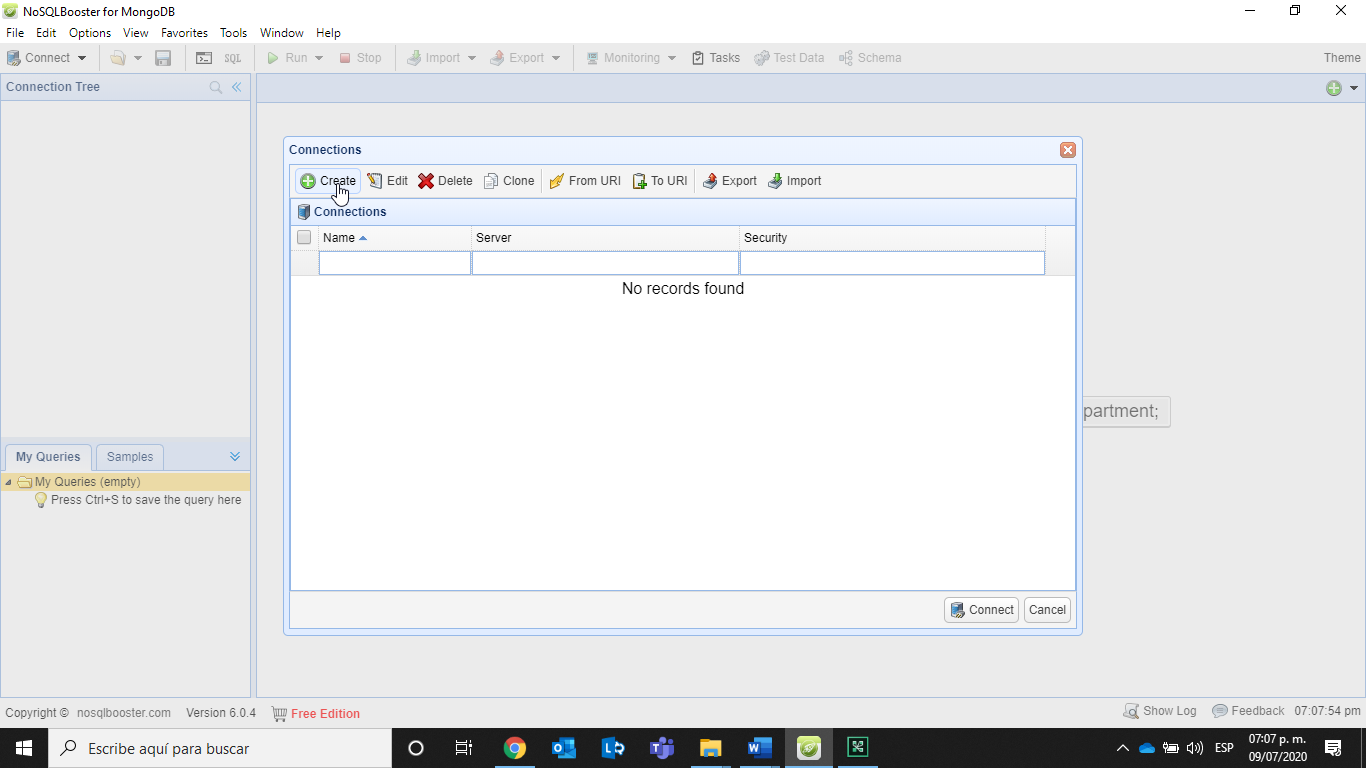 NoSQLBooster for MongoDB
File Edit Options View Favorites Tools Window Help
Connect SQL Run Stop Import Export Monitoring Tasks Test Data Schema Theme
Connection Tree
Connections
Create Edit Delete Clone From URI To URI Export Import
Connections
Name Server Security
No records found
partment;
My Queries Samples
My Queries (empty)
Press Ctrl+S to save the query here
Connect Cancel
Copyright © nosqlbooster.com Version 6.0.4 Free Edition Show Log Feedback 07:07:54 pm
Escribe aquí para buscar
ESP
07:07 p. m.
09/07/2020